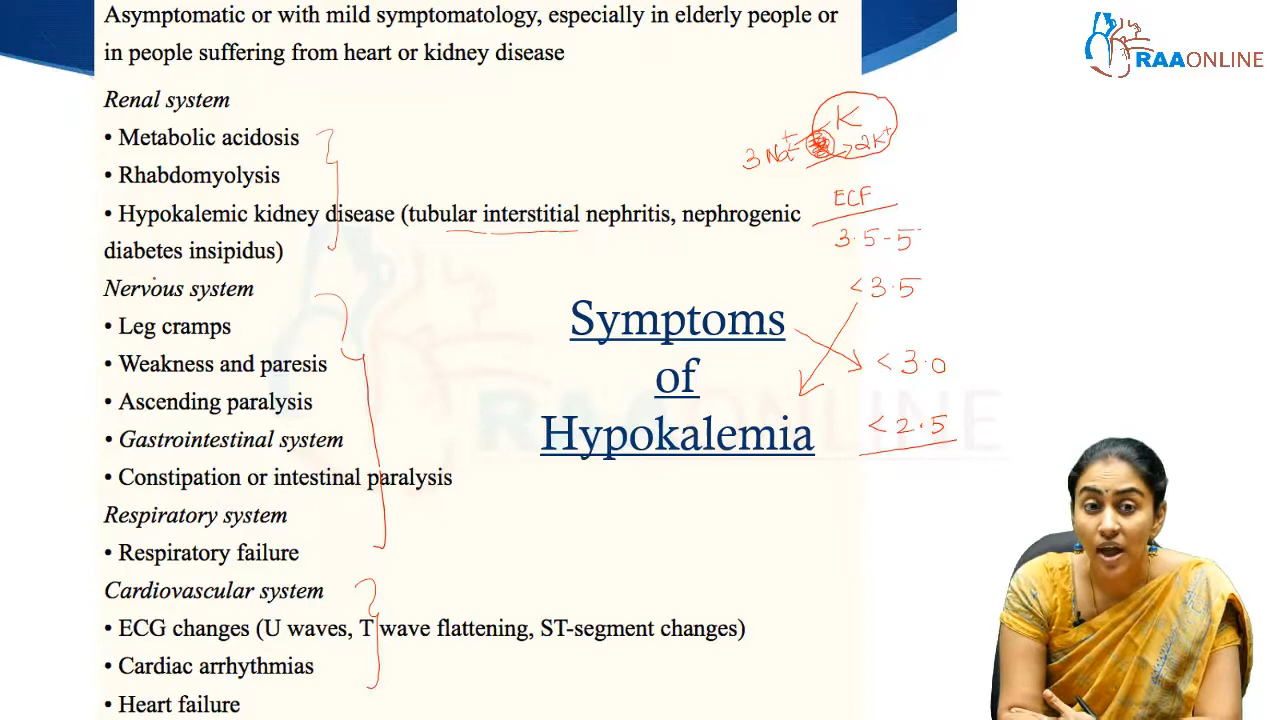 Asymptomatic or with mild symptomatology, especially in elderly people or
in people suffering from heart or kidney disease
Renal system
• Metabolic acidosis
• Rhabdomyolysis
• Hypokalemic kidney disease (tubular interstitial nephritis, nephrogenic
diabetes insipidus)
Nervious system
• Leg cramps
• Weakness and paresis
• Ascending paralysis
• Gastrointestinal system
• Constipation or intestinal paralysis
Respiratory system
• Respiratory failure
Cardiovascular system
• ECG changes (U waves, T wave flattening, ST-segment changes)
• Cardiac arrhythmias
• Heart failure
Symptoms
of
Hypokalemia
K
3 Na+
2K+
ECF
3.5-5
<3.5
<3.0
<2.5
RAAONLINE
RAAONLINE